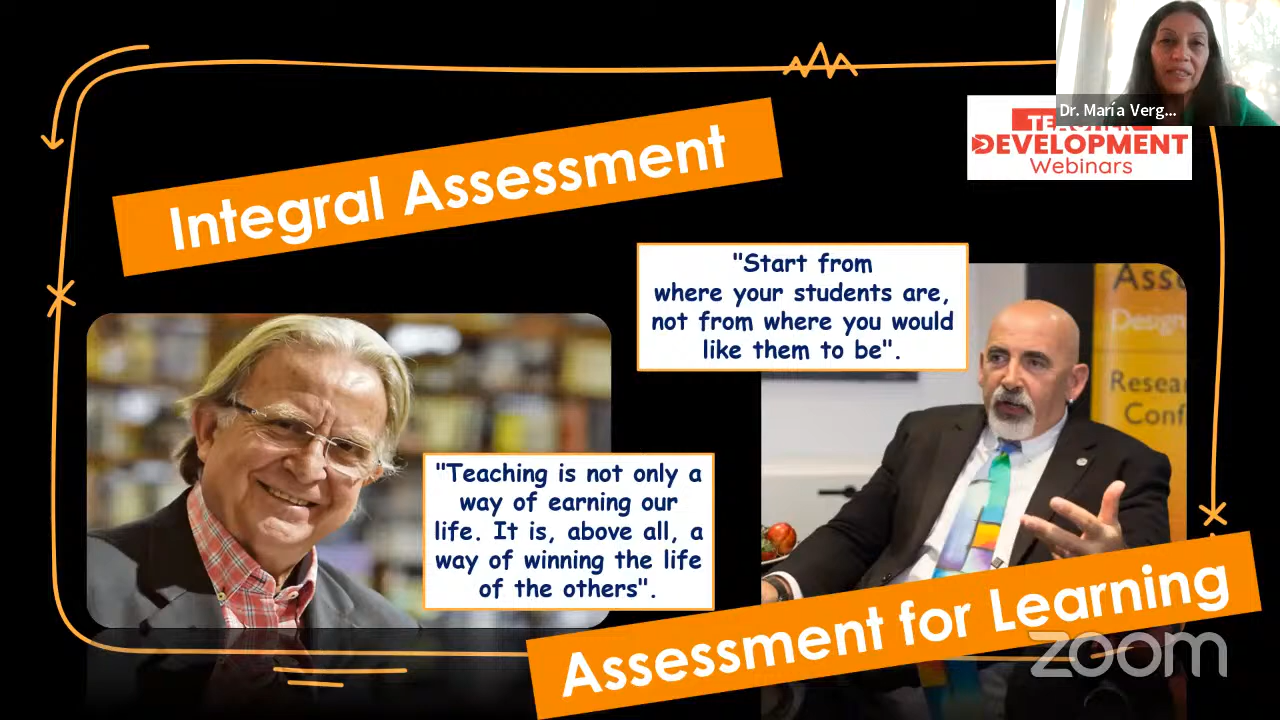 Dr. María Verg...
DEVELOPMENT
Webinars
Integral Assessment
"Start from
where your students are,
not from where you would
like them to be".
Design
Conf
"Teaching is not only a
way of earning our
life. It is, above all, a
way of winning the life
of the others".
Assessment for Learning
zoom